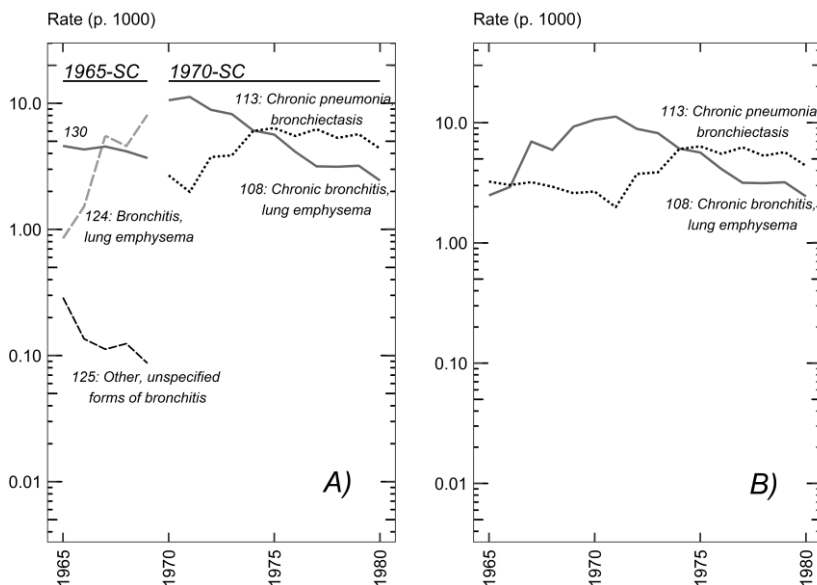 Rate (p. 1000)
1965-SC
1970-SC
10.0
1.00
0.10
0.01
130
113: Chronic pneumonia,
bronchiectasis
108: Chronic bronchitis,
lung emphysema
124: Bronchitis,
lung emphysema
125: Other, unspecified
forms of bronchitis
A)
1965
1970
1975
1980
Rate (p. 1000)
10.0
1.00
0.10
0.01
113: Chronic pneumonia,
bronchiectasis
108: Chronic bronchitis,
lung emphysema
B)
1965
1970
1975
1980